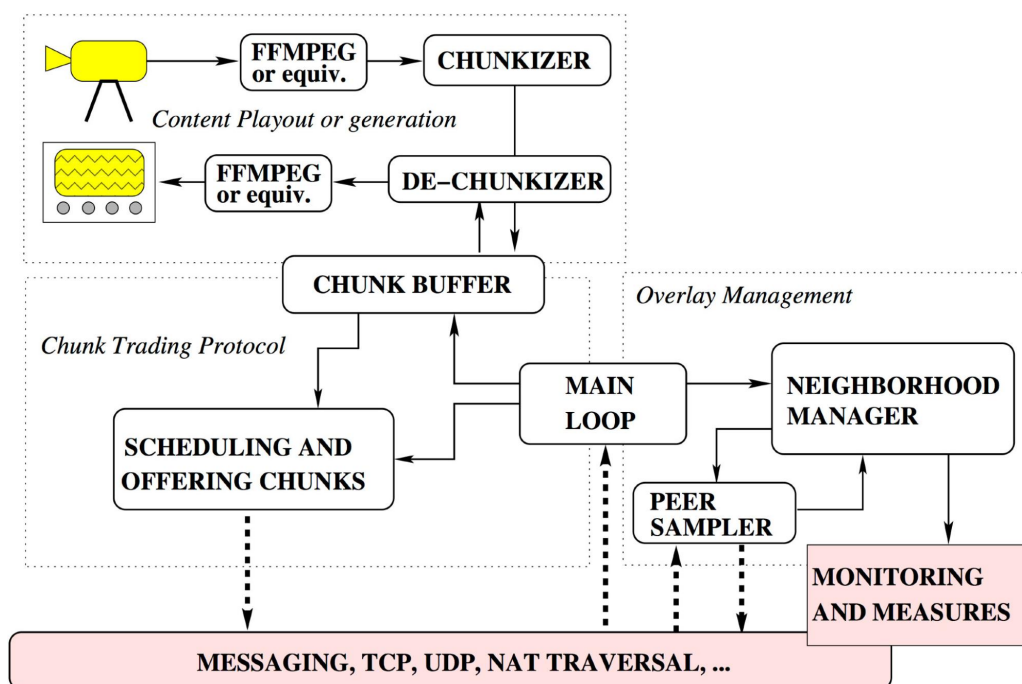 FFMPEG
or equiv.
CHUNKIZER
Content Playout or generation
FFMPEG
or equiv.
DE-CHUNKIZER
CHUNK BUFFER
Overlay Management
Chunk Trading Protocol
MAIN
LOOP
NEIGHBORHOOD
MANAGER
SCHEDULING AND
OFFERING CHUNKS
PEER
SAMPLER
MONITORING
AND MEASURES
MESSAGING, TCP, UDP, NAT TRAVERSAL, ...